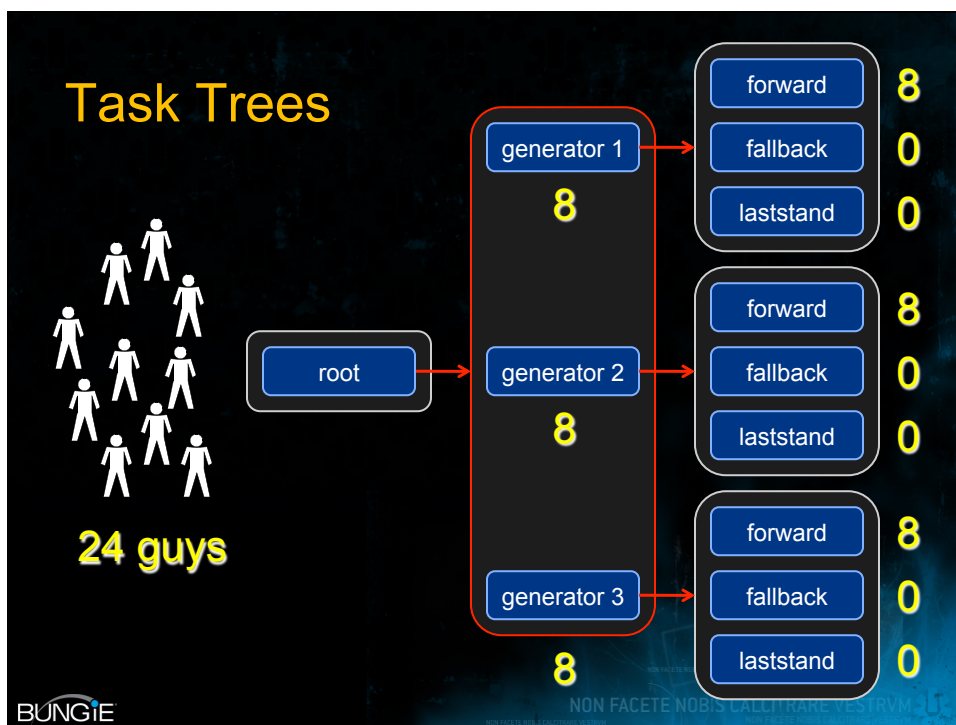 Task Trees
24 guys
root
generator 1
8
generator 2
8
generator 3
8
forward 8
fallback 0
laststand 0
forward 8
fallback 0
laststand 0
forward 8
fallback 0
laststand 0
BUNGiE
NON FACETE NOBIS CALCITRARE VESTRVM